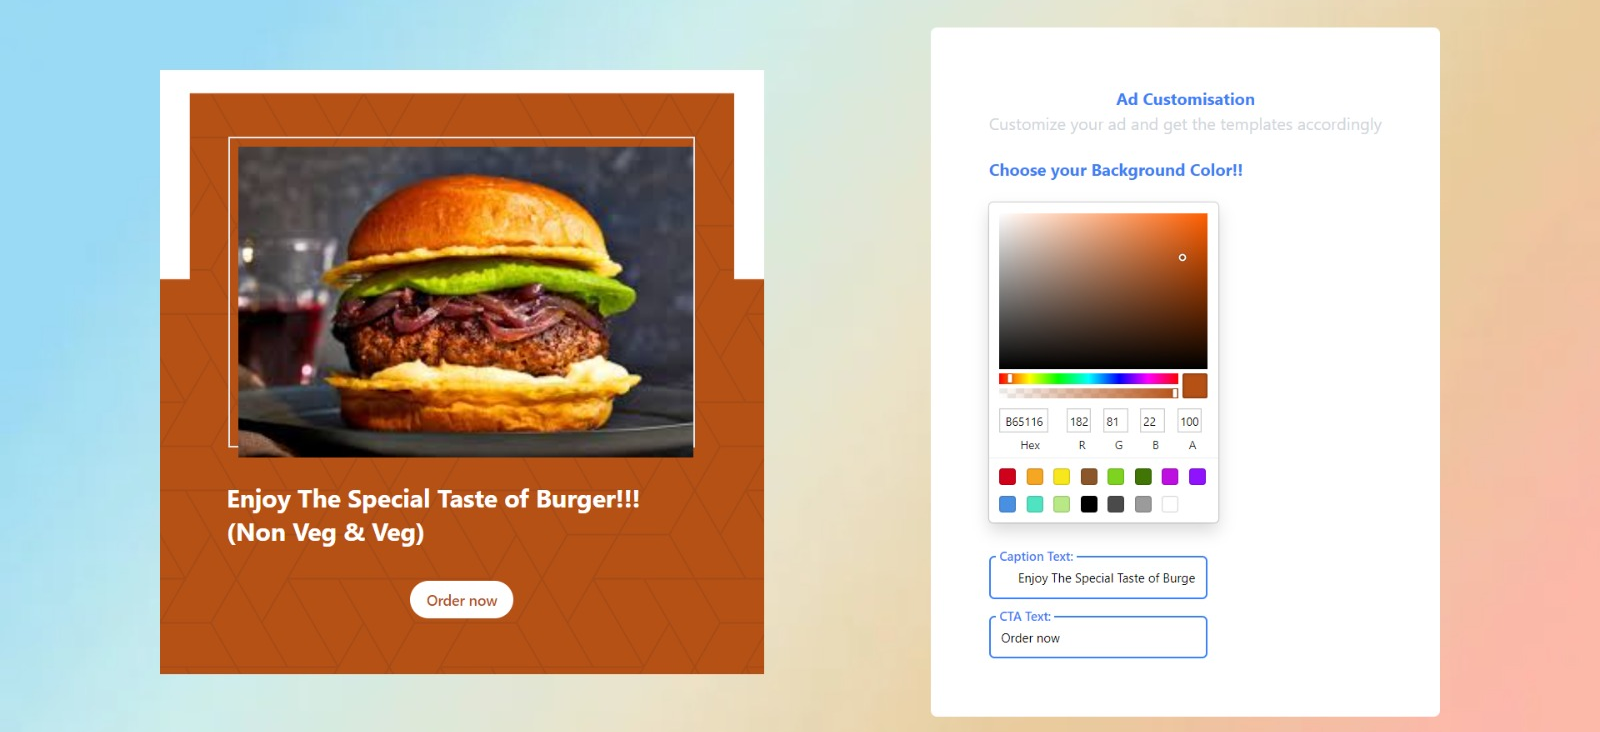 Enjoy The Special Taste of Burger!!!
(Non Veg & Veg)
Order now
Ad Customisation
Customize your ad and get the templates accordingly
Choose your Background Color!!
B65116 182 81 22 100
Hex R G B A
Caption Text:
Enjoy The Special Taste of Burge
CTA Text:
Order now